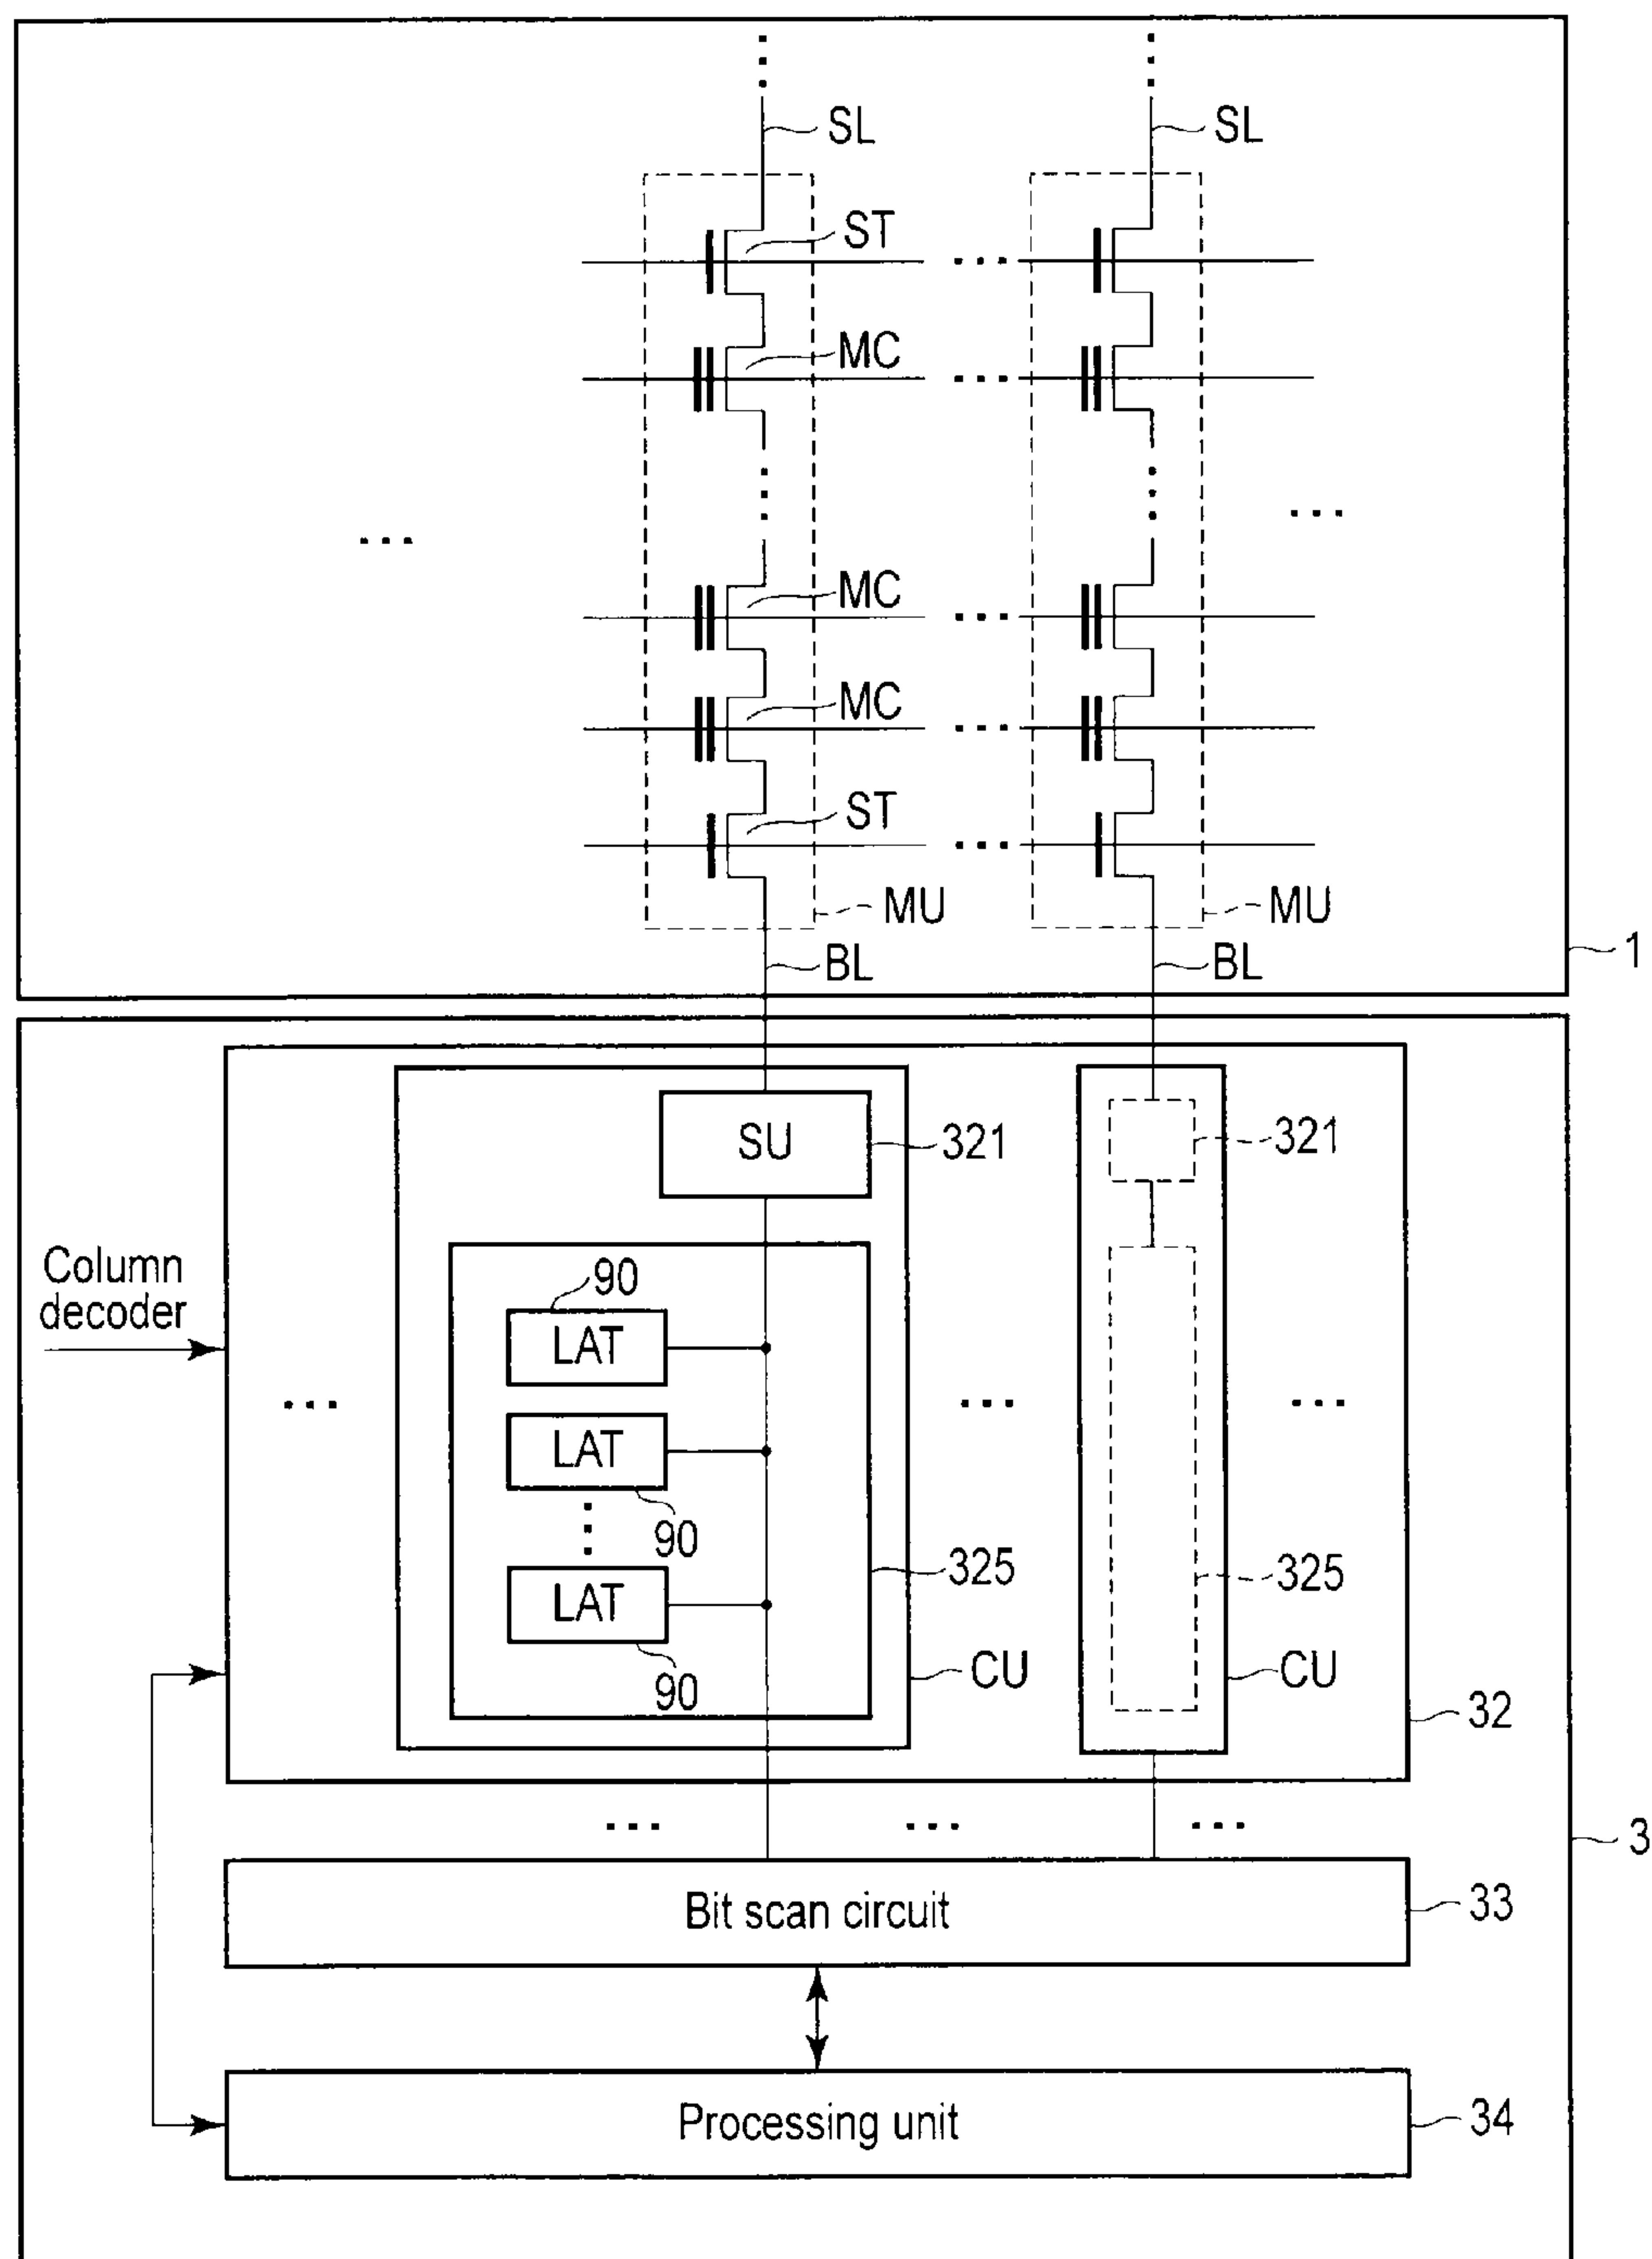 SL SL
ST
MC
MC
MC
ST
MU MU
BL BL
1
SU 321 321
Column
decoder
90
LAT
LAT
90
325 325
LAT
90
CU CU
32
3
Bit scan circuit 33
Processing unit 34